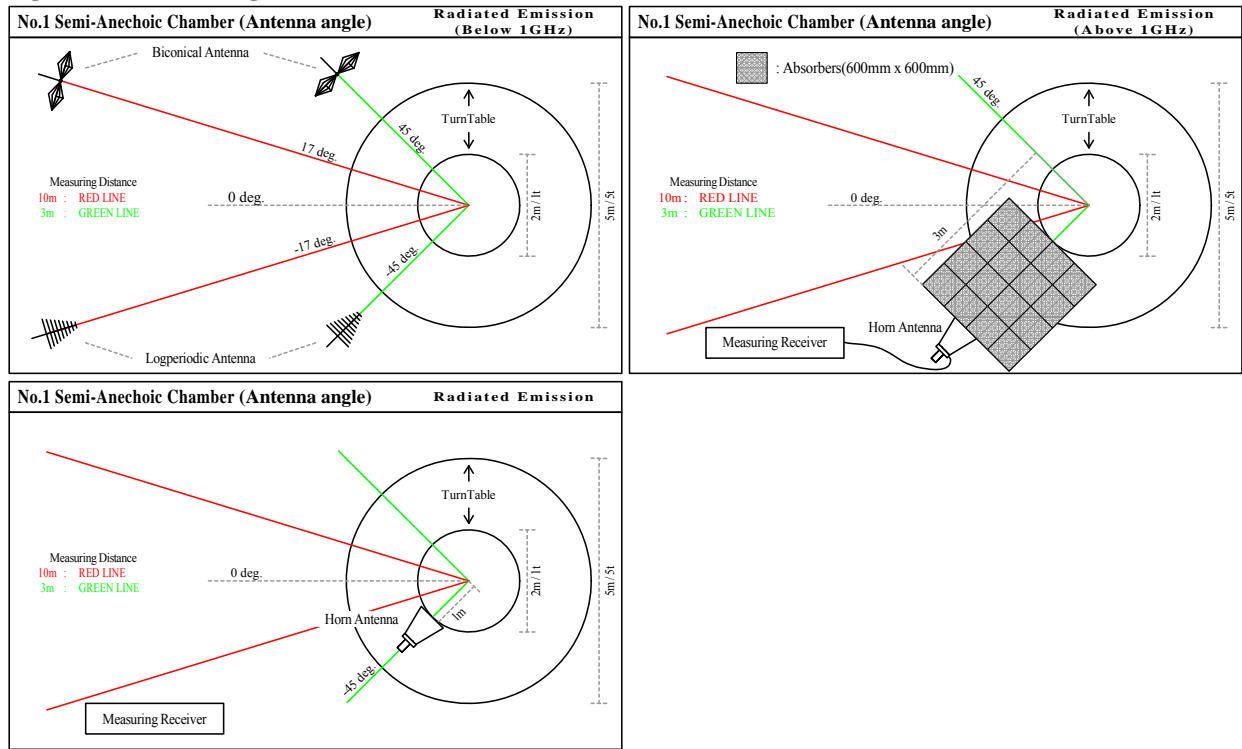 No.1 Semi-Anechoic Chamber (Antenna angle)
Radiated Emission
(Below 1GHz)
Biconical Antenna
45 deg.
TurnTable
17 deg.
Measuring Distance
10m : RED LINE
3m : GREEN LINE
0 deg.
2m / 1t
5m / 5t
-17 deg.
-45 deg.
Logperiodic Antenna
No.1 Semi-Anechoic Chamber (Antenna angle)
Radiated Emission
(Above 1GHz)
: Absorbers(600mm x 600mm)
45 deg.
TurnTable
Measuring Distance
10m : RED LINE
3m : GREEN LINE
0 deg.
2m / 1t
5m / 5t
3m
Horn Antenna
Measuring Receiver
No.1 Semi-Anechoic Chamber (Antenna angle)
Radiated Emission
TurnTable
Measuring Distance
10m : RED LINE
3m : GREEN LINE
0 deg.
2m / 1t
5m / 5t
1m
Horn Antenna
-45 deg.
Measuring Receiver